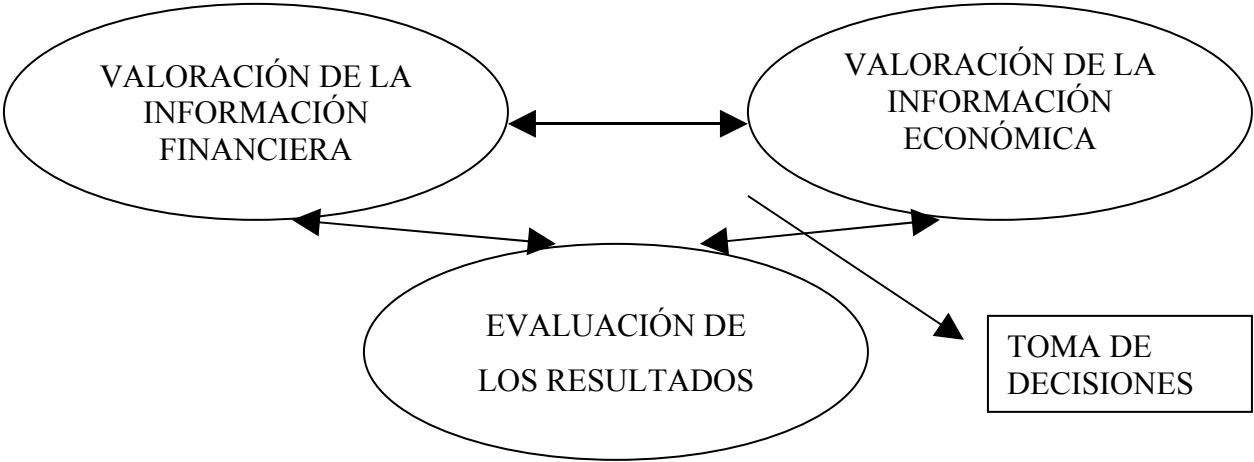 VALORACIÓN DE LA
INFORMACIÓN
FINANCIERA
VALORACIÓN DE LA
INFORMACIÓN
ECONÓMICA
EVALUACIÓN DE
LOS RESULTADOS
TOMA DE
DECISIONES